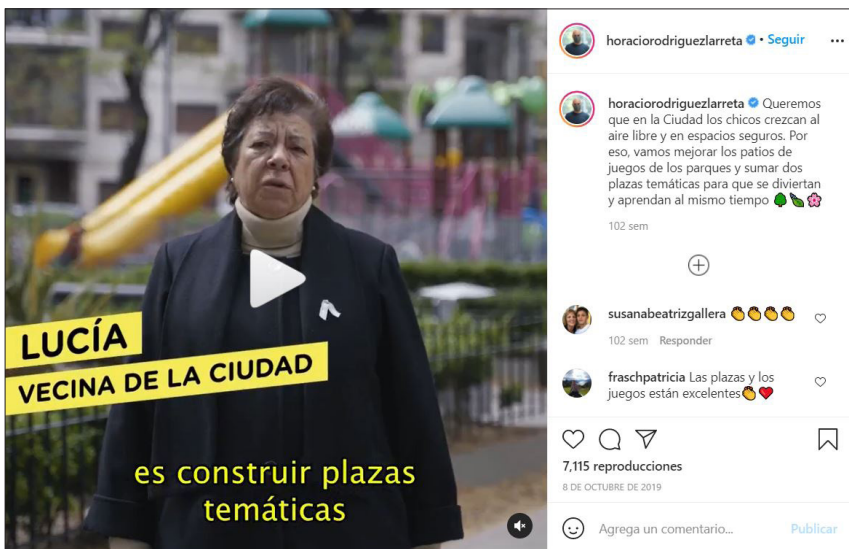 LUCÍA
VECINA DE LA CIUDAD
es construir plazas
temáticas
horaciorodriguezlarreta • Seguir
horaciorodriguezlarreta Queremos
que en la Ciudad los chicos crezcan al
aire libre y en espacios seguros. Por
eso, vamos mejorar los patios de
juegos de los parques y sumar dos
plazas temáticas para que se diviertan
y aprendan al mismo tiempo 🌳🍃🌸
102 sem
susanabeatrizgallera 👏👏👏👏
102 sem Responder
fraschpatricia Las plazas y los
juegos están excelentes👏❤️
7,115 reproducciones
8 DE OCTUBRE DE 2019
Agrega un comentario... Publicar